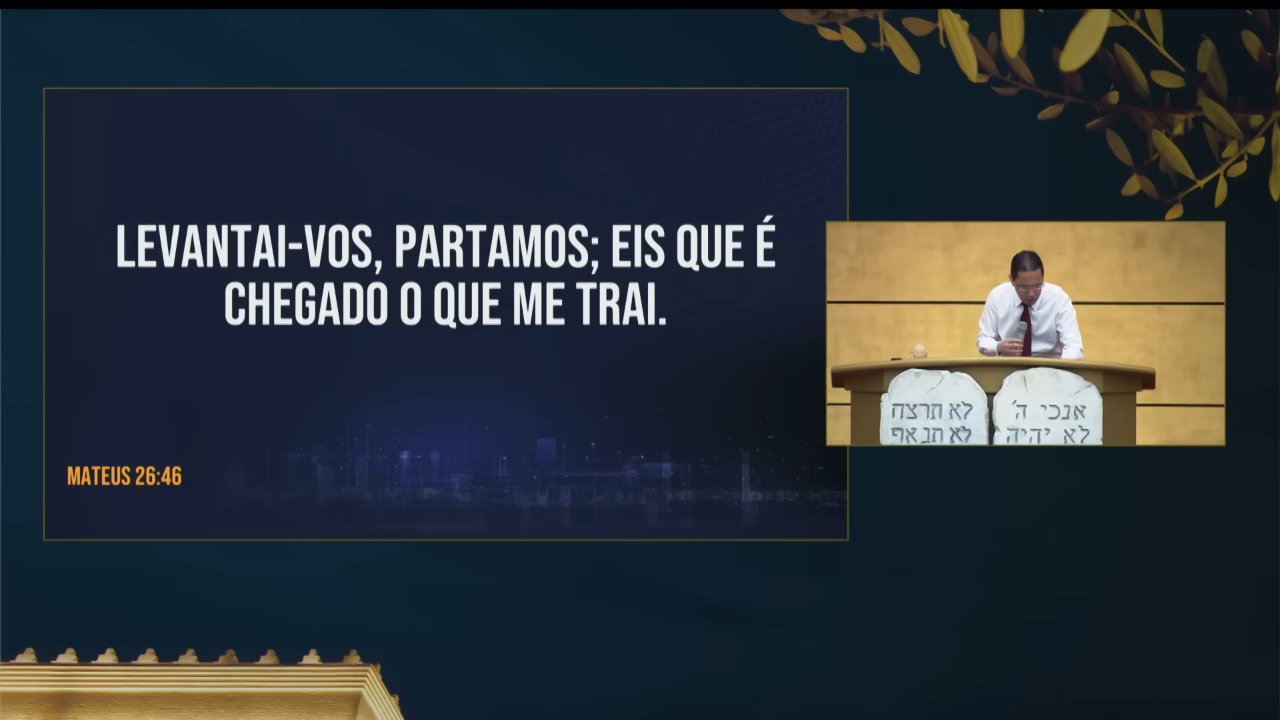 LEVANTAI-VOS, PARTAMOS; EIS QUE É
CHEGADO O QUE ME TRAI.
MATEUS 26:46
אנכי ה׳
לא יהיה
לא תרצח
לא תנאף